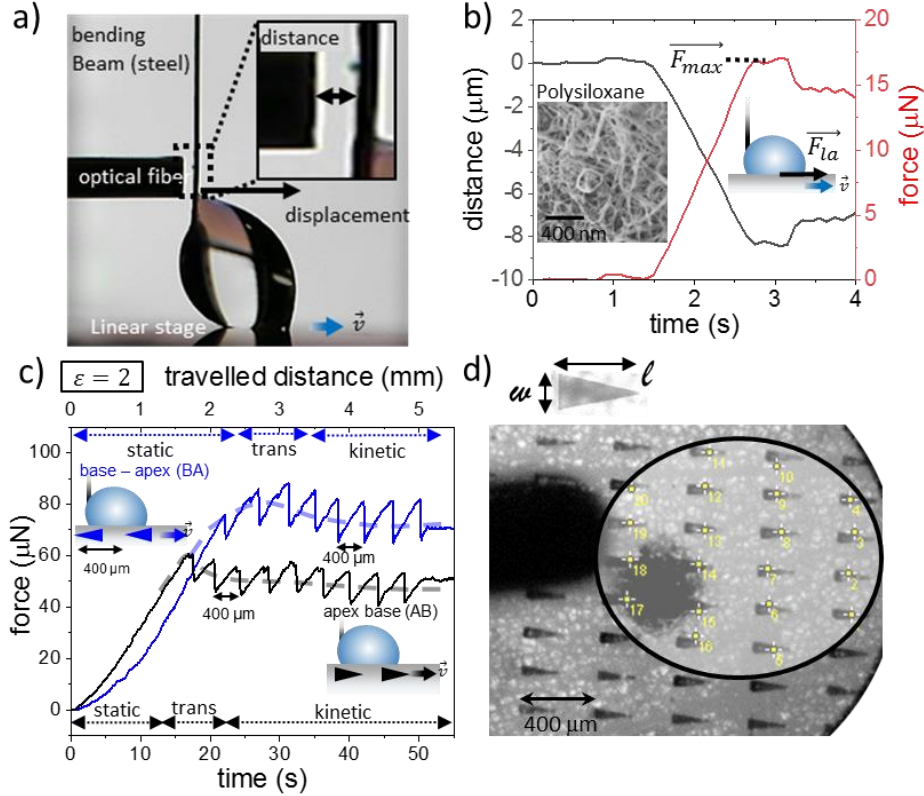 a)
bending
Beam (steel)
distance
optical fiber
displacement
Linear stage
v
b)
distance (μm)
2
0
-2
-4
-6
-8
-10
F_max
Polysiloxane
400 nm
F_la
v
20
15
10
5
0
force (μN)
0 1 2 3 4
time (s)
c)
ε = 2
travelled distance (mm)
0 1 2 3 4 5
static trans kinetic
base – apex (BA)
v
400 μm
400 μm
400 μm
apex base (AB)
v
force (μN)
100
80
60
40
20
0
static trans kinetic
0 10 20 30 40 50
time (s)
d)
w
l
11
10
20
12
9
4
19
13
8
3
18
14
7
2
17
15
6
16
5
400 μm